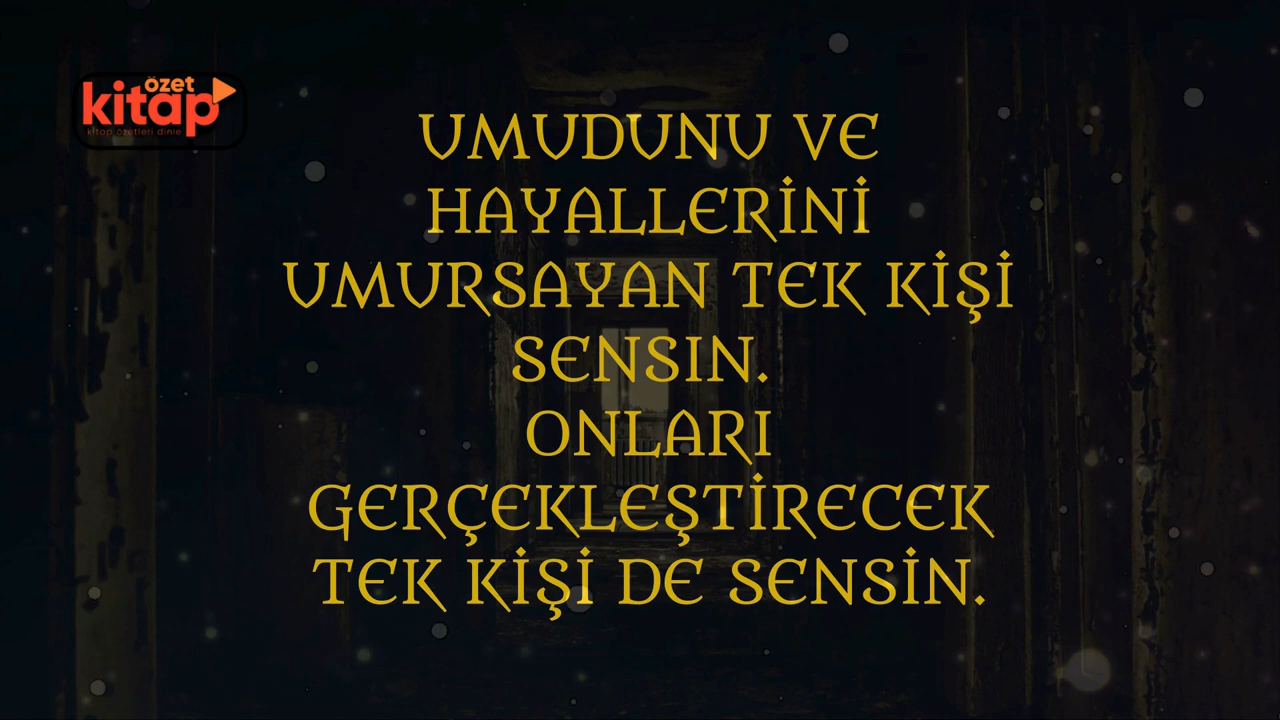 özet
kitap
kitap özetleri dinle
UMUDUNU VE
HAYALLERİNİ
UMURSAYAN TEK KİŞİ
SENSIN.
ONLARI
GERÇEKLEŞTİRECEK
TEK KİŞİ DE SENSİN.